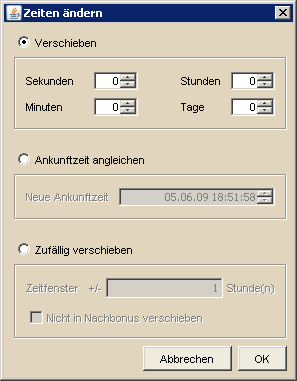 Zeiten ändern
Verschieben
Sekunden 0 Stunden 0
Minuten 0 Tage 0
Ankunftzeit angleichen
Neue Ankunftzeit 05.06.09 18:51:58
Zufällig verschieben
Zeitfenster +/- 1 Stunde(n)
Nicht in Nachbonus verschieben
Abbrechen OK